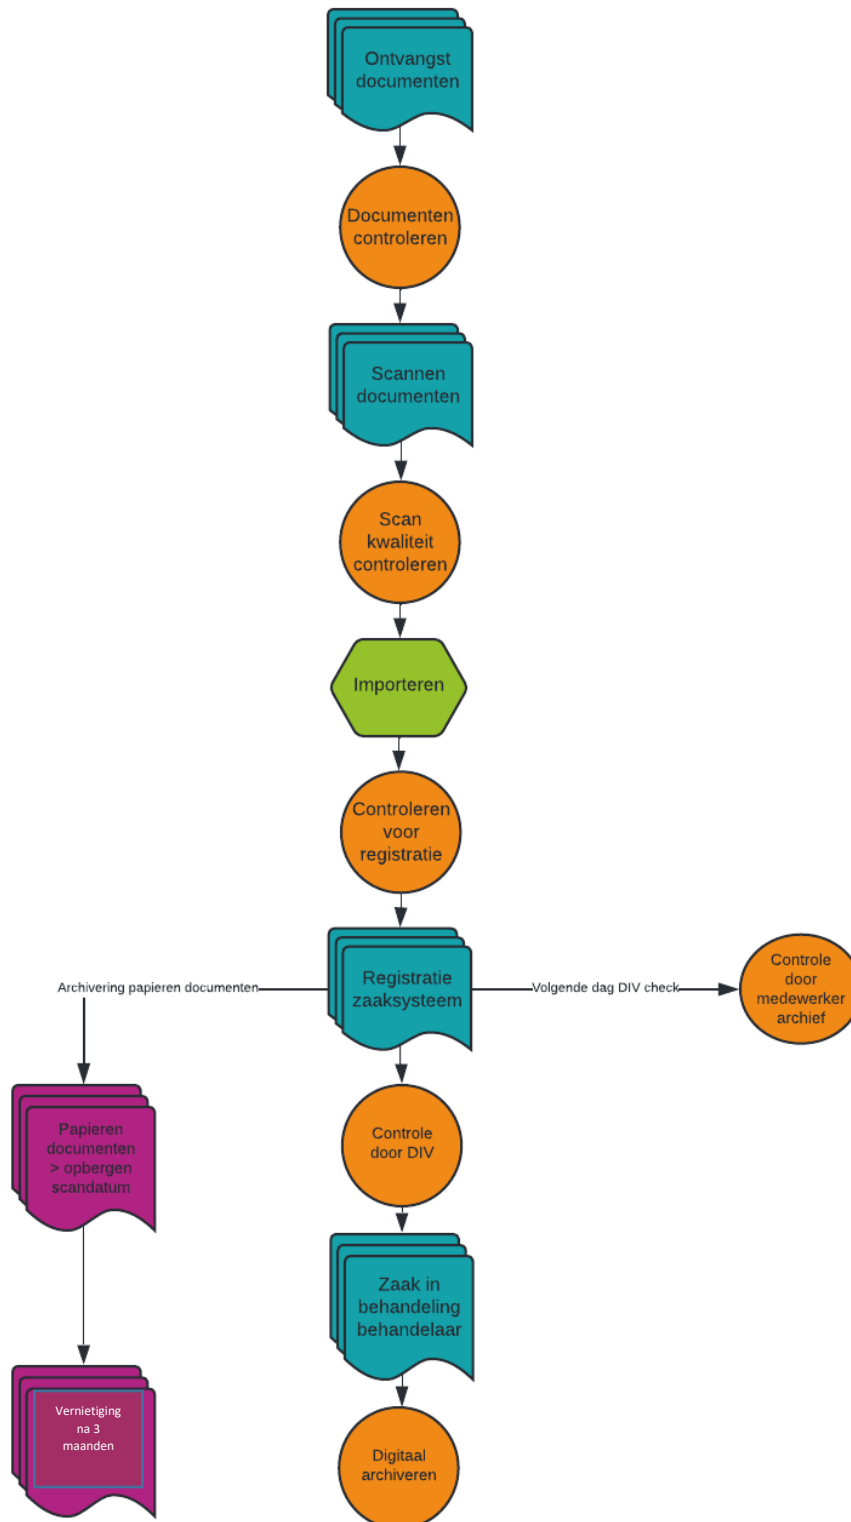 Ontvangst
documenten
Documenten
controleren
Scannen
documenten
Scan
kwaliteit
controleren
Importeren
Controleren
voor
registratie
Archivering papieren documenten
Registratie
zaaksysteem
Volgende dag DIV check
Controle
door
medewerker
archief
Papieren
documenten
> opbergen
scandatum
Controle
door DIV
Zaak in
behandeling
behandelaar
Vernietiging
na 3
maanden
Digitaal
archiveren